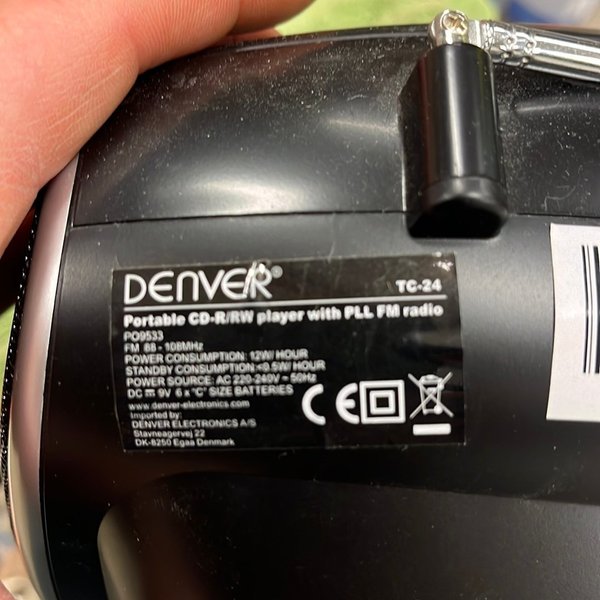 DENVER®
TC-24
Portable CD-R/RW player with PLL FM radio
PO9533
FM 88 - 108MHz
POWER CONSUMPTION: 12W/ HOUR
STANDBY CONSUMPTION <0.5W/ HOUR
POWER SOURCE: AC 220-240V ~ 50Hz
DC ⎓ 9V 6 x "C" SIZE BATTERIES
www.denver-electronics.com
Imported by:
DENVER ELECTRONICS A/S
Stavneagervej 22
DK-8250 Egaa Denmark
CE